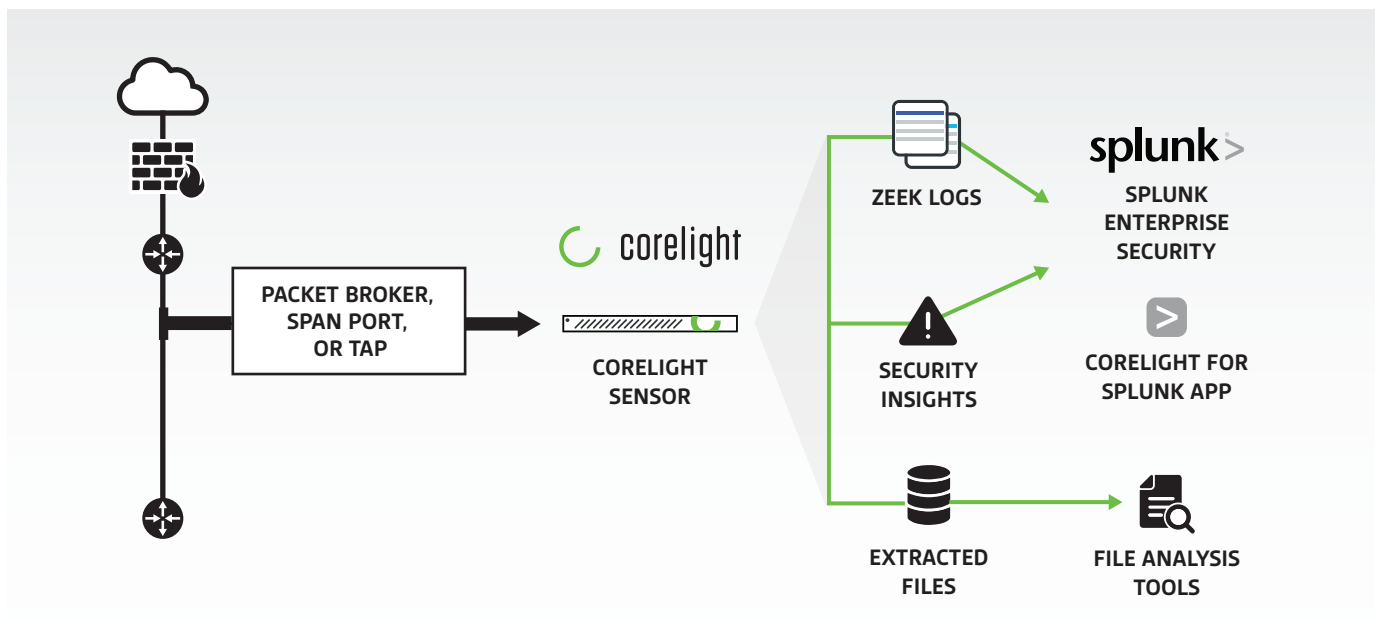 PACKET BROKER,
SPAN PORT,
OR TAP
corelight
CORELIGHT
SENSOR
ZEEK LOGS
SECURITY
INSIGHTS
EXTRACTED
FILES
splunk>
SPLUNK
ENTERPRISE
SECURITY
>
CORELIGHT FOR
SPLUNK APP
FILE ANALYSIS
TOOLS